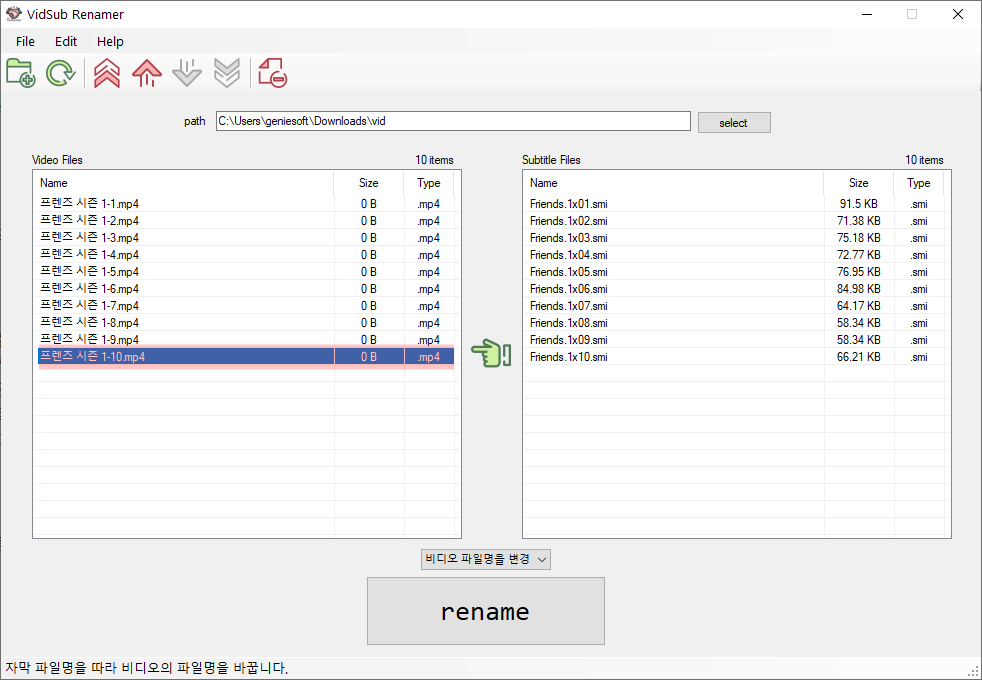 VidSub Renamer
File Edit Help
path C:\Users\geniesoft\Downloads\vid select
Video Files 10 items
Name Size Type
프렌즈 시즌 1-1.mp4 0 B .mp4
프렌즈 시즌 1-2.mp4 0 B .mp4
프렌즈 시즌 1-3.mp4 0 B .mp4
프렌즈 시즌 1-4.mp4 0 B .mp4
프렌즈 시즌 1-5.mp4 0 B .mp4
프렌즈 시즌 1-6.mp4 0 B .mp4
프렌즈 시즌 1-7.mp4 0 B .mp4
프렌즈 시즌 1-8.mp4 0 B .mp4
프렌즈 시즌 1-9.mp4 0 B .mp4
프렌즈 시즌 1-10.mp4 0 B .mp4
Subtitle Files 10 items
Name Size Type
Friends.1x01.smi 91.5 KB .smi
Friends.1x02.smi 71.38 KB .smi
Friends.1x03.smi 75.18 KB .smi
Friends.1x04.smi 72.77 KB .smi
Friends.1x05.smi 76.95 KB .smi
Friends.1x06.smi 84.98 KB .smi
Friends.1x07.smi 64.17 KB .smi
Friends.1x08.smi 58.34 KB .smi
Friends.1x09.smi 58.34 KB .smi
Friends.1x10.smi 66.21 KB .smi
비디오 파일명을 변경
rename
자막 파일명을 따라 비디오의 파일명을 바꿉니다.